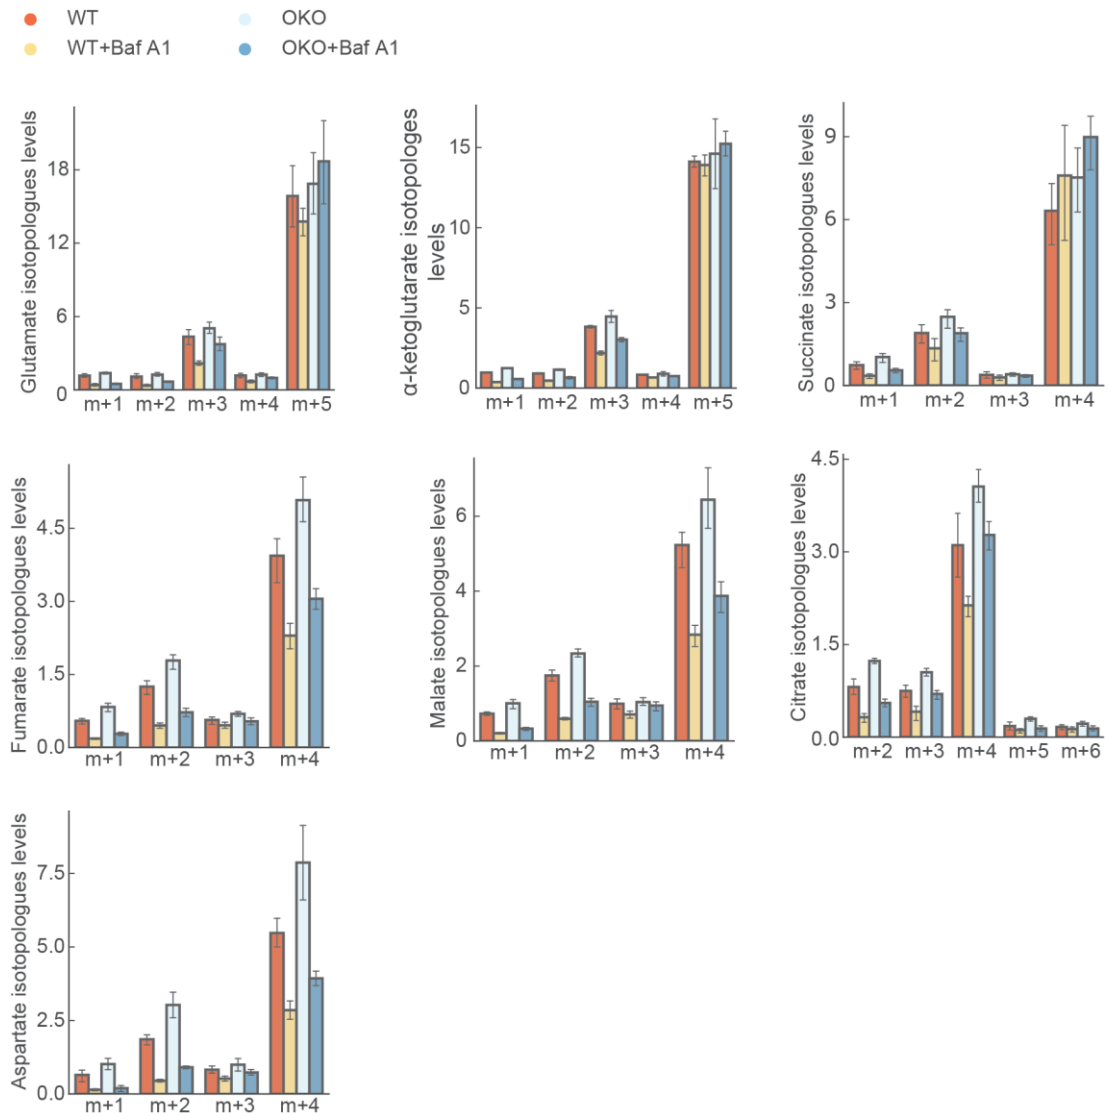 WT
OKO
WT+Baf A1
OKO+Baf A1
Glutamate isotopologues levels
18
12
6
0
m+1 m+2 m+3 m+4 m+5
α-ketoglutarate isotopologes
levels
15
10
5
0
m+1 m+2 m+3 m+4 m+5
Succinate isotopologues levels
9
6
3
0
m+1 m+2 m+3 m+4
Fumarate isotopologues levels
4.5
3.0
1.5
0.0
m+1 m+2 m+3 m+4
Malate isotopologues levels
6
4
2
0
m+1 m+2 m+3 m+4
Citrate isotopologues levels
4.5
3.0
1.5
0.0
m+2 m+3 m+4 m+5 m+6
Aspartate isotopologues levels
7.5
5.0
2.5
0.0
m+1 m+2 m+3 m+4